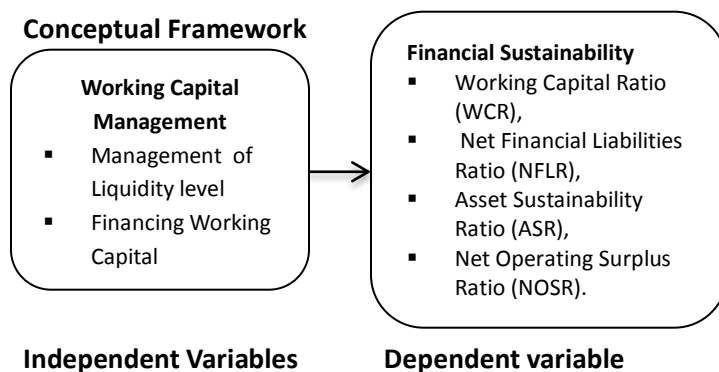 Conceptual Framework
Working Capital
Management
▪ Management of
Liquidity level
▪ Financing Working
Capital
Financial Sustainability
▪ Working Capital Ratio
(WCR),
▪ Net Financial Liabilities
Ratio (NFLR),
▪ Asset Sustainability
Ratio (ASR),
▪ Net Operating Surplus
Ratio (NOSR).
Independent Variables
Dependent variable